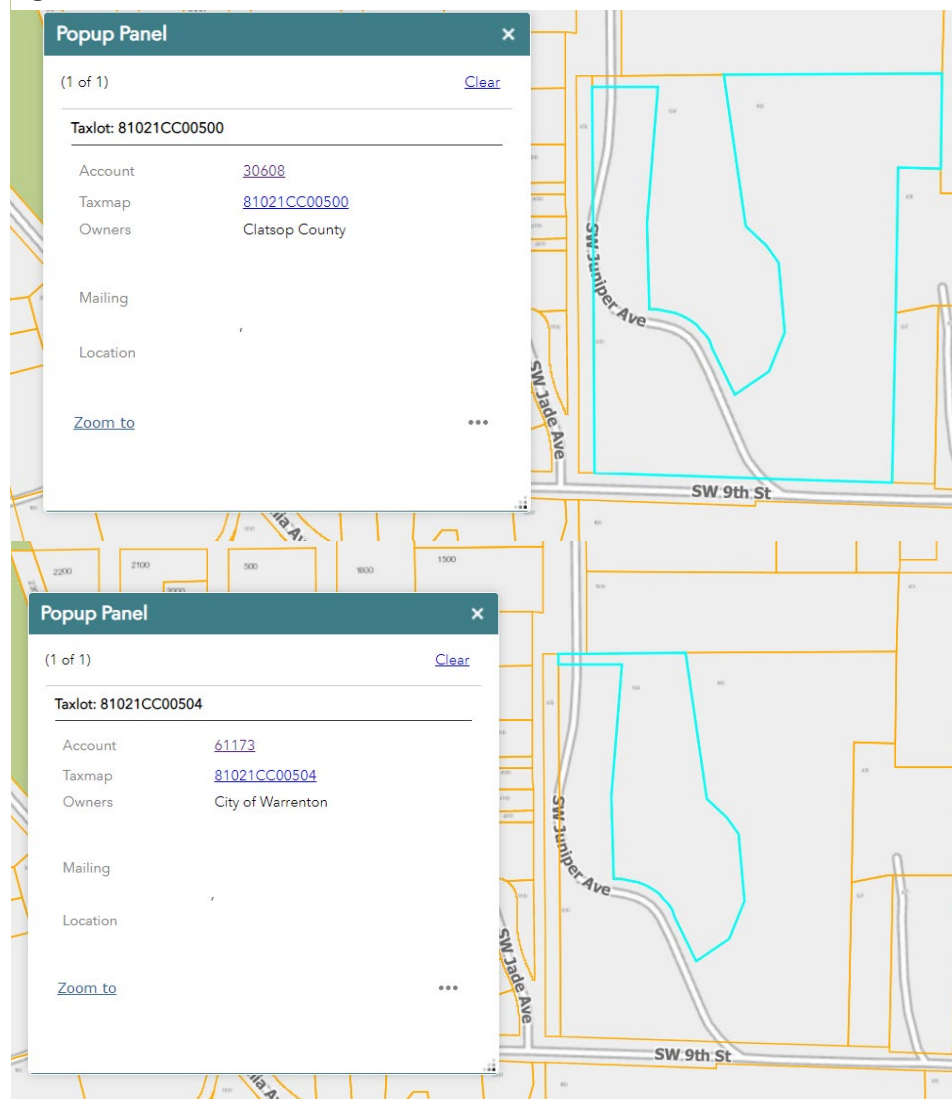 Popup Panel
(1 of 1) Clear
Taxlot: 81021CC00500
Account 30608
Taxmap 81021CC00500
Owners Clatsop County
Mailing
,
Location
Zoom to
SW Juniper Ave
SW Jade Ave
SW 9th St
2200
2100
500
1600
1500
Popup Panel
(1 of 1) Clear
Taxlot: 81021CC00504
Account 61173
Taxmap 81021CC00504
Owners City of Warrenton
Mailing
,
Location
Zoom to
SW Juniper Ave
SW Jade Ave
SW 9th St